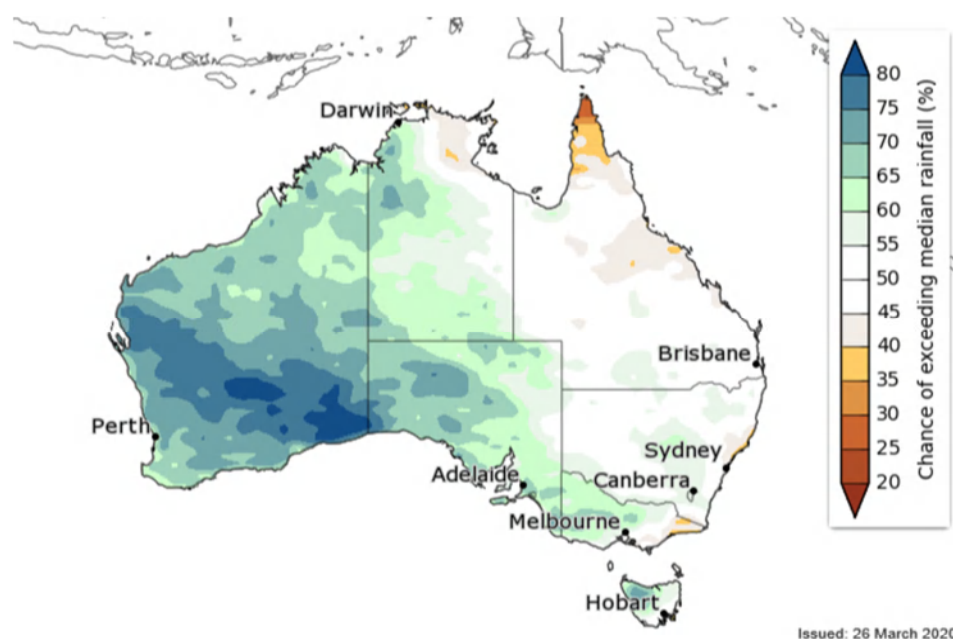 Darwin
Brisbane
Perth
Sydney
Adelaide
Canberra
Melbourne
Hobart
80
75
70
65
60
55
50
45
40
35
30
25
20
Chance of exceeding median rainfall (%)
Issued: 26 March 2020